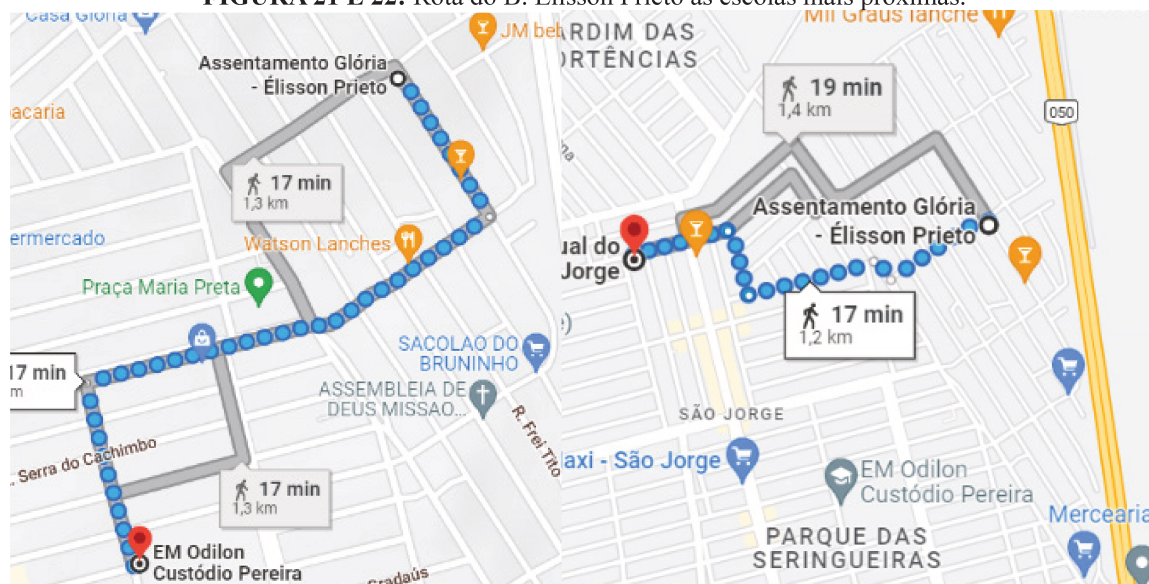 FIGURA 21 E 22: Rota do B. Élisson Prieto às escolas mais próximas.
Casa Glória
JM beb
Assentamento Glória
- Élisson Prieto
acaria
17 min
1,3 km
ermercado
Watson Lanches
Praça Maria Preta
SACOLAO DO
BRUNINHO
17 min
m
ASSEMBLEIA DE
DEUS MISSAO...
R. Frei Tito
Serra do Cachimbo
17 min
1,3 km
EM Odilon
Custódio Pereira
Gradaús
Mil Graus lanche
ARDIM DAS
ORTÊNCIAS
19 min
1,4 km
050
Assentamento Glória
- Élisson Prieto
ual do
Jorge
17 min
1,2 km
SÃO JORGE
axi - São Jorge
EM Odilon
Custódio Pereira
Mercearia
PARQUE DAS
SERINGUEIRAS